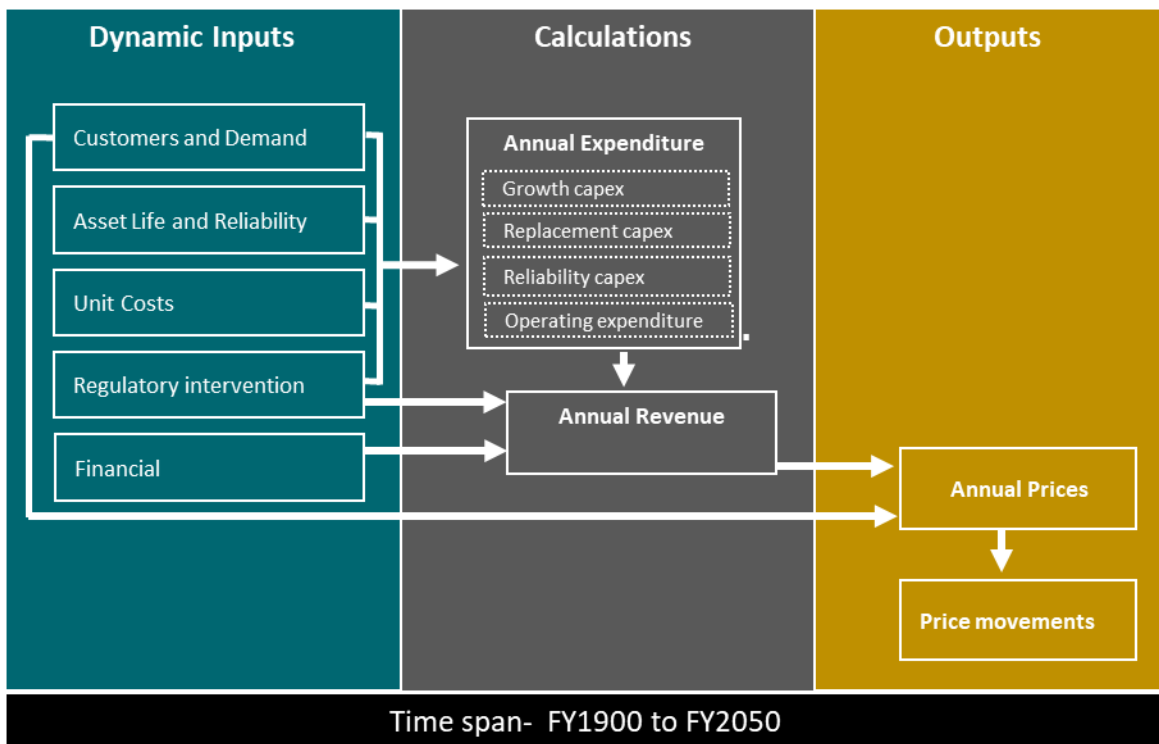 Dynamic Inputs
Customers and Demand
Asset Life and Reliability
Unit Costs
Regulatory intervention
Financial
Calculations
Annual Expenditure
Growth capex
Replacement capex
Reliability capex
Operating expenditure
.
Annual Revenue
Outputs
Annual Prices
Price movements
Time span- FY1900 to FY2050